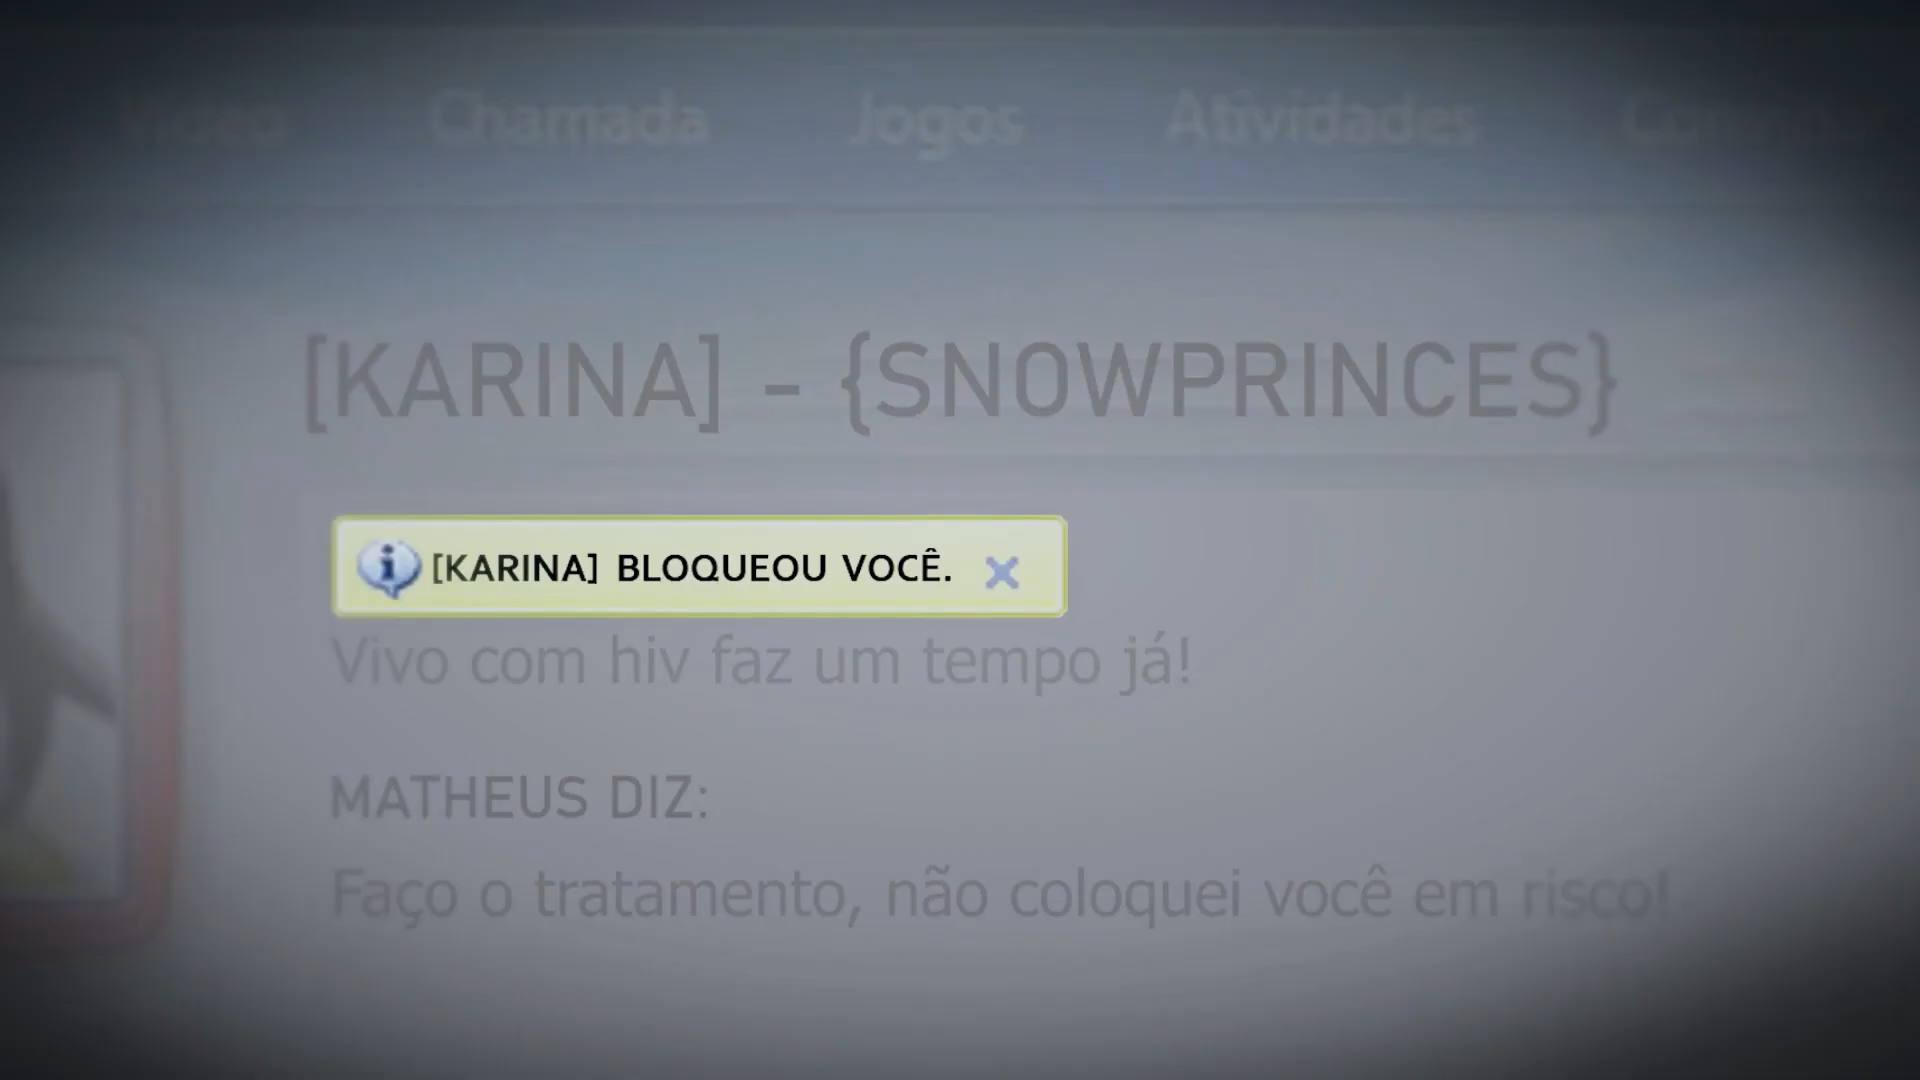 Vídeo Chamada Jogos Atividades
[KARINA] - {SNOWPRINCES}
[KARINA] BLOQUEOU VOCÊ.
Vivo com hiv faz um tempo já!
MATHEUS DIZ:
Faço o tratamento, não coloquei você em risco!